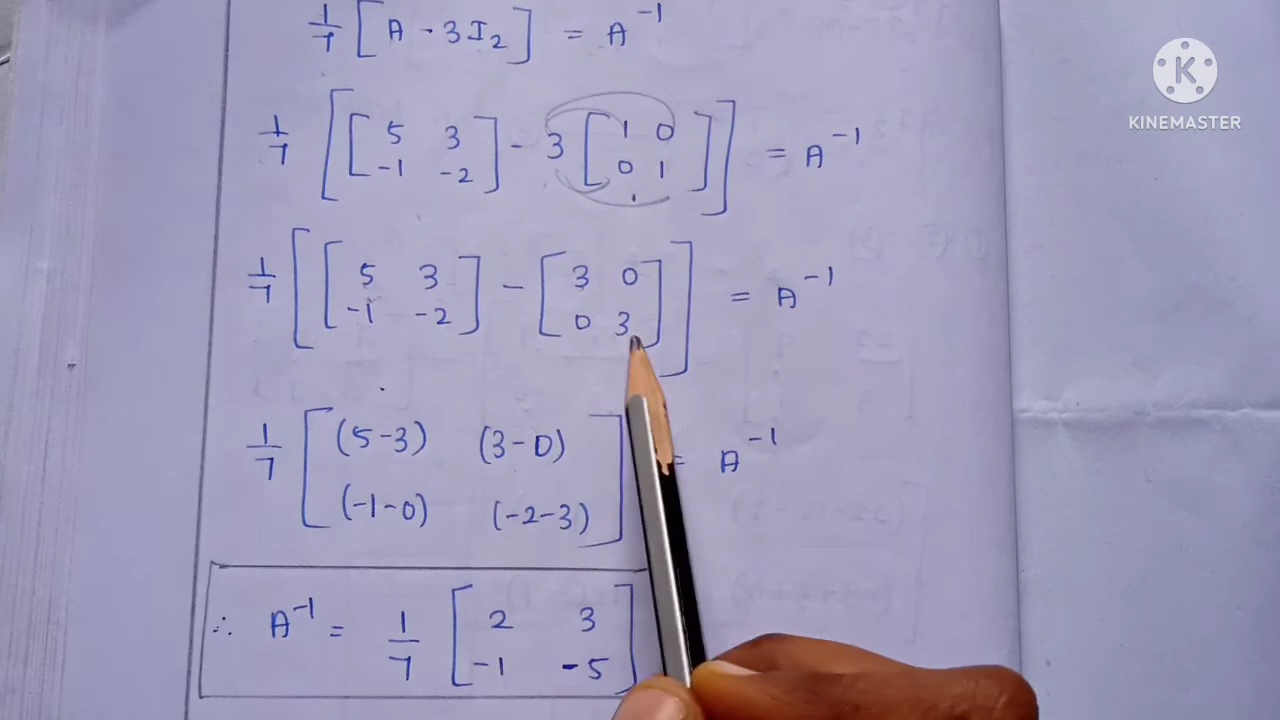 1/7 [A - 3I₂] = A⁻¹
KINEMASTER
1/7 [[5 3
-1 -2] - 3 [1 0
0 1]] = A⁻¹
1/7 [[5 3
-1 -2] - [3 0
0 3]] = A⁻¹
1/7 [(5-3) (3-0)
(-1-0) (-2-3)] = A⁻¹
∴ A⁻¹ = 1/7 [2 3
-1 -5]